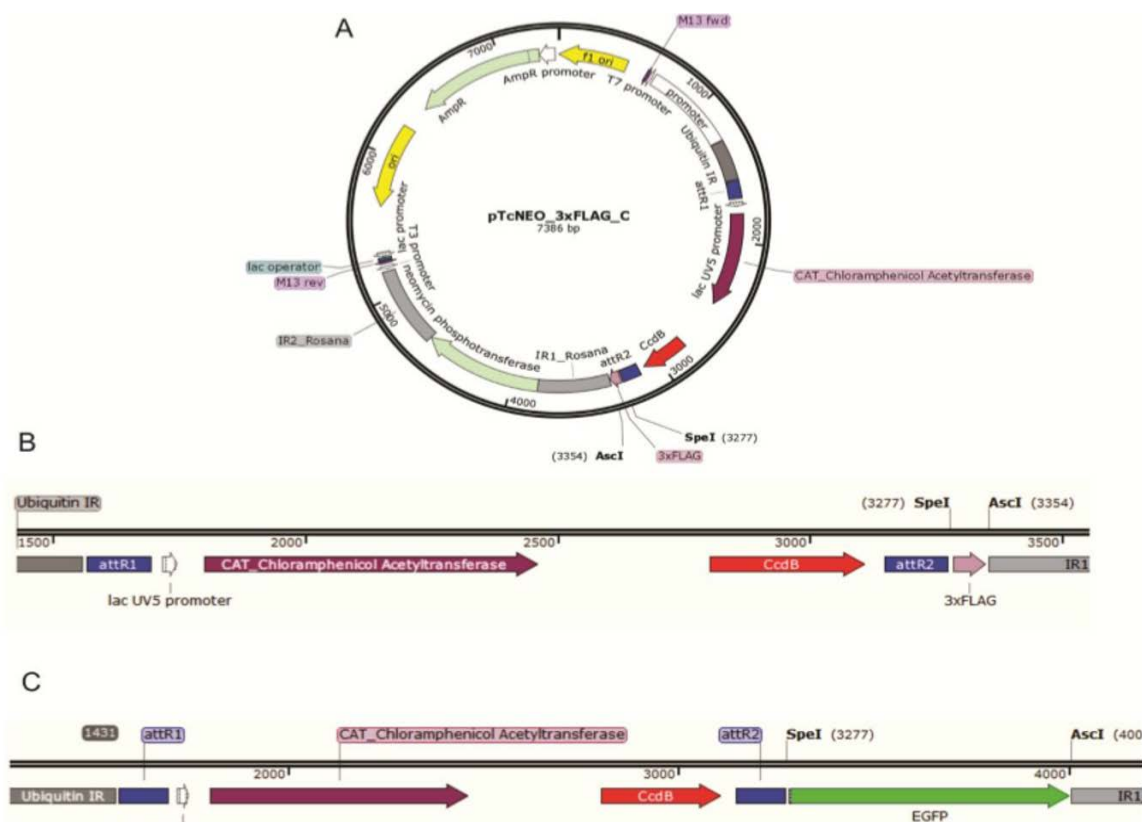 A
M13 fwd
7000
f1 ori
AmpR promoter
T7 promoter
1000
promoter
AmpR
Ubiquitin IR
6000
ori
attR1
pTcNEO_3xFLAG_C
7386 bp
lac promoter
2000
lac UV5 promoter
T3 promoter
lac operator
CAT_Chloramphenicol Acetyltransferase
M13 rev
neomycin phosphotransferase
5000
CcdB
IR2_Rosana
IR1_Rosana
attR2
3000
4000
SpeI (3277)
(3354) AscI
3xFLAG
B
Ubiquitin IR
(3277) SpeI AscI (3354)
1500 2000 2500 3000 3500
attR1 CAT_Chloramphenicol Acetyltransferase CcdB attR2 IR1
lac UV5 promoter 3xFLAG
C
1431 attR1 CAT_Chloramphenicol Acetyltransferase attR2 SpeI (3277) AscI (400
2000 3000 4000
Ubiquitin IR CcdB IR1
EGFP